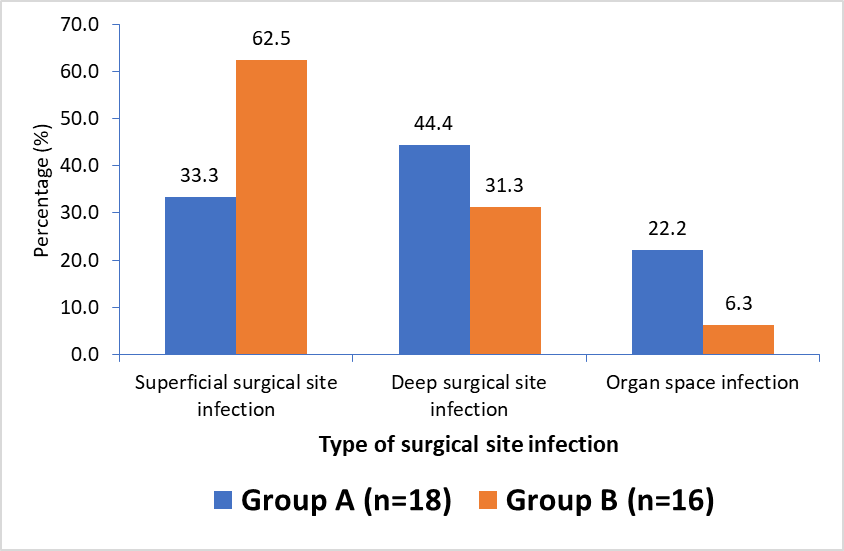 70.0
60.0
50.0
40.0
30.0
20.0
10.0
0.0
Percentage (%)
33.3
62.5
44.4
31.3
22.2
6.3
Superficial surgical site
infection
Deep surgical site
infection
Organ space infection
Type of surgical site infection
Group A (n=18) Group B (n=16)